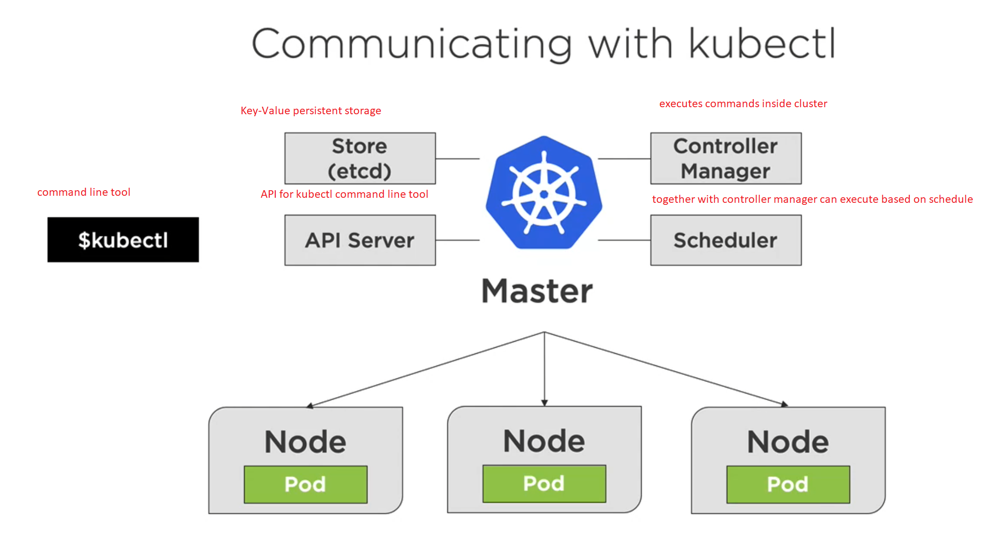 Communicating with kubectl
Key-Value persistent storage
executes commands inside cluster
Store
(etcd)
Controller
Manager
command line tool
API for kubectl command line tool
together with controller manager can execute based on schedule
$kubectl
API Server
Scheduler
Master
Node
Pod
Node
Pod
Node
Pod